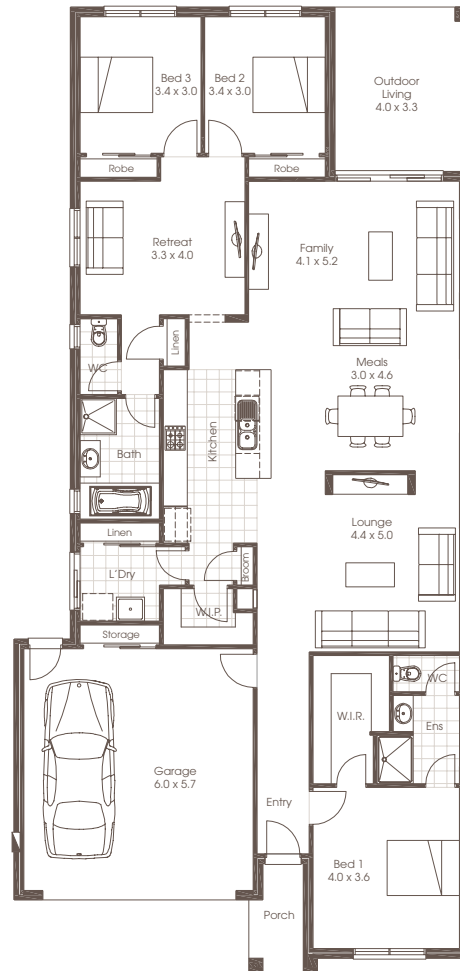 Bed 3
3.4 x 3.0
Bed 2
3.4 x 3.0
Outdoor
Living
4.0 x 3.3
Robe
Robe
Retreat
3.3 x 4.0
Family
4.1 x 5.2
Linen
WC
Meals
3.0 x 4.6
Kitchen
Bath
Linen
Lounge
4.4 x 5.0
L'Dry
Broom
W.I.P.
Storage
WC
W.I.R.
Ens
Garage
6.0 x 5.7
Entry
Bed 1
4.0 x 3.6
Porch